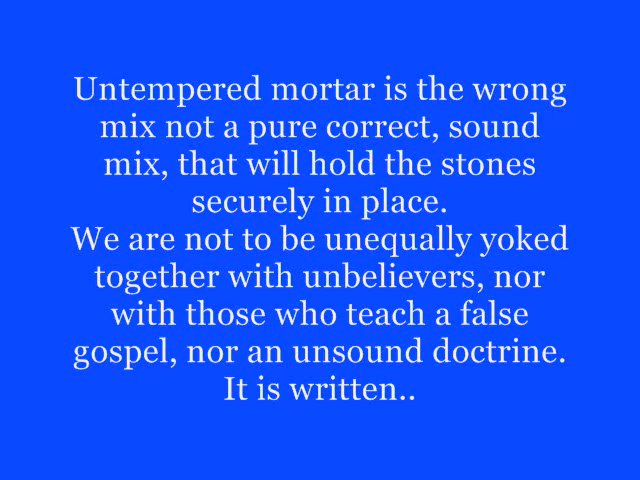 Untempered mortar is the wrong
mix not a pure correct, sound
mix, that will hold the stones
securely in place.
We are not to be unequally yoked
together with unbelievers, nor
with those who teach a false
gospel, nor an unsound doctrine.
It is written..